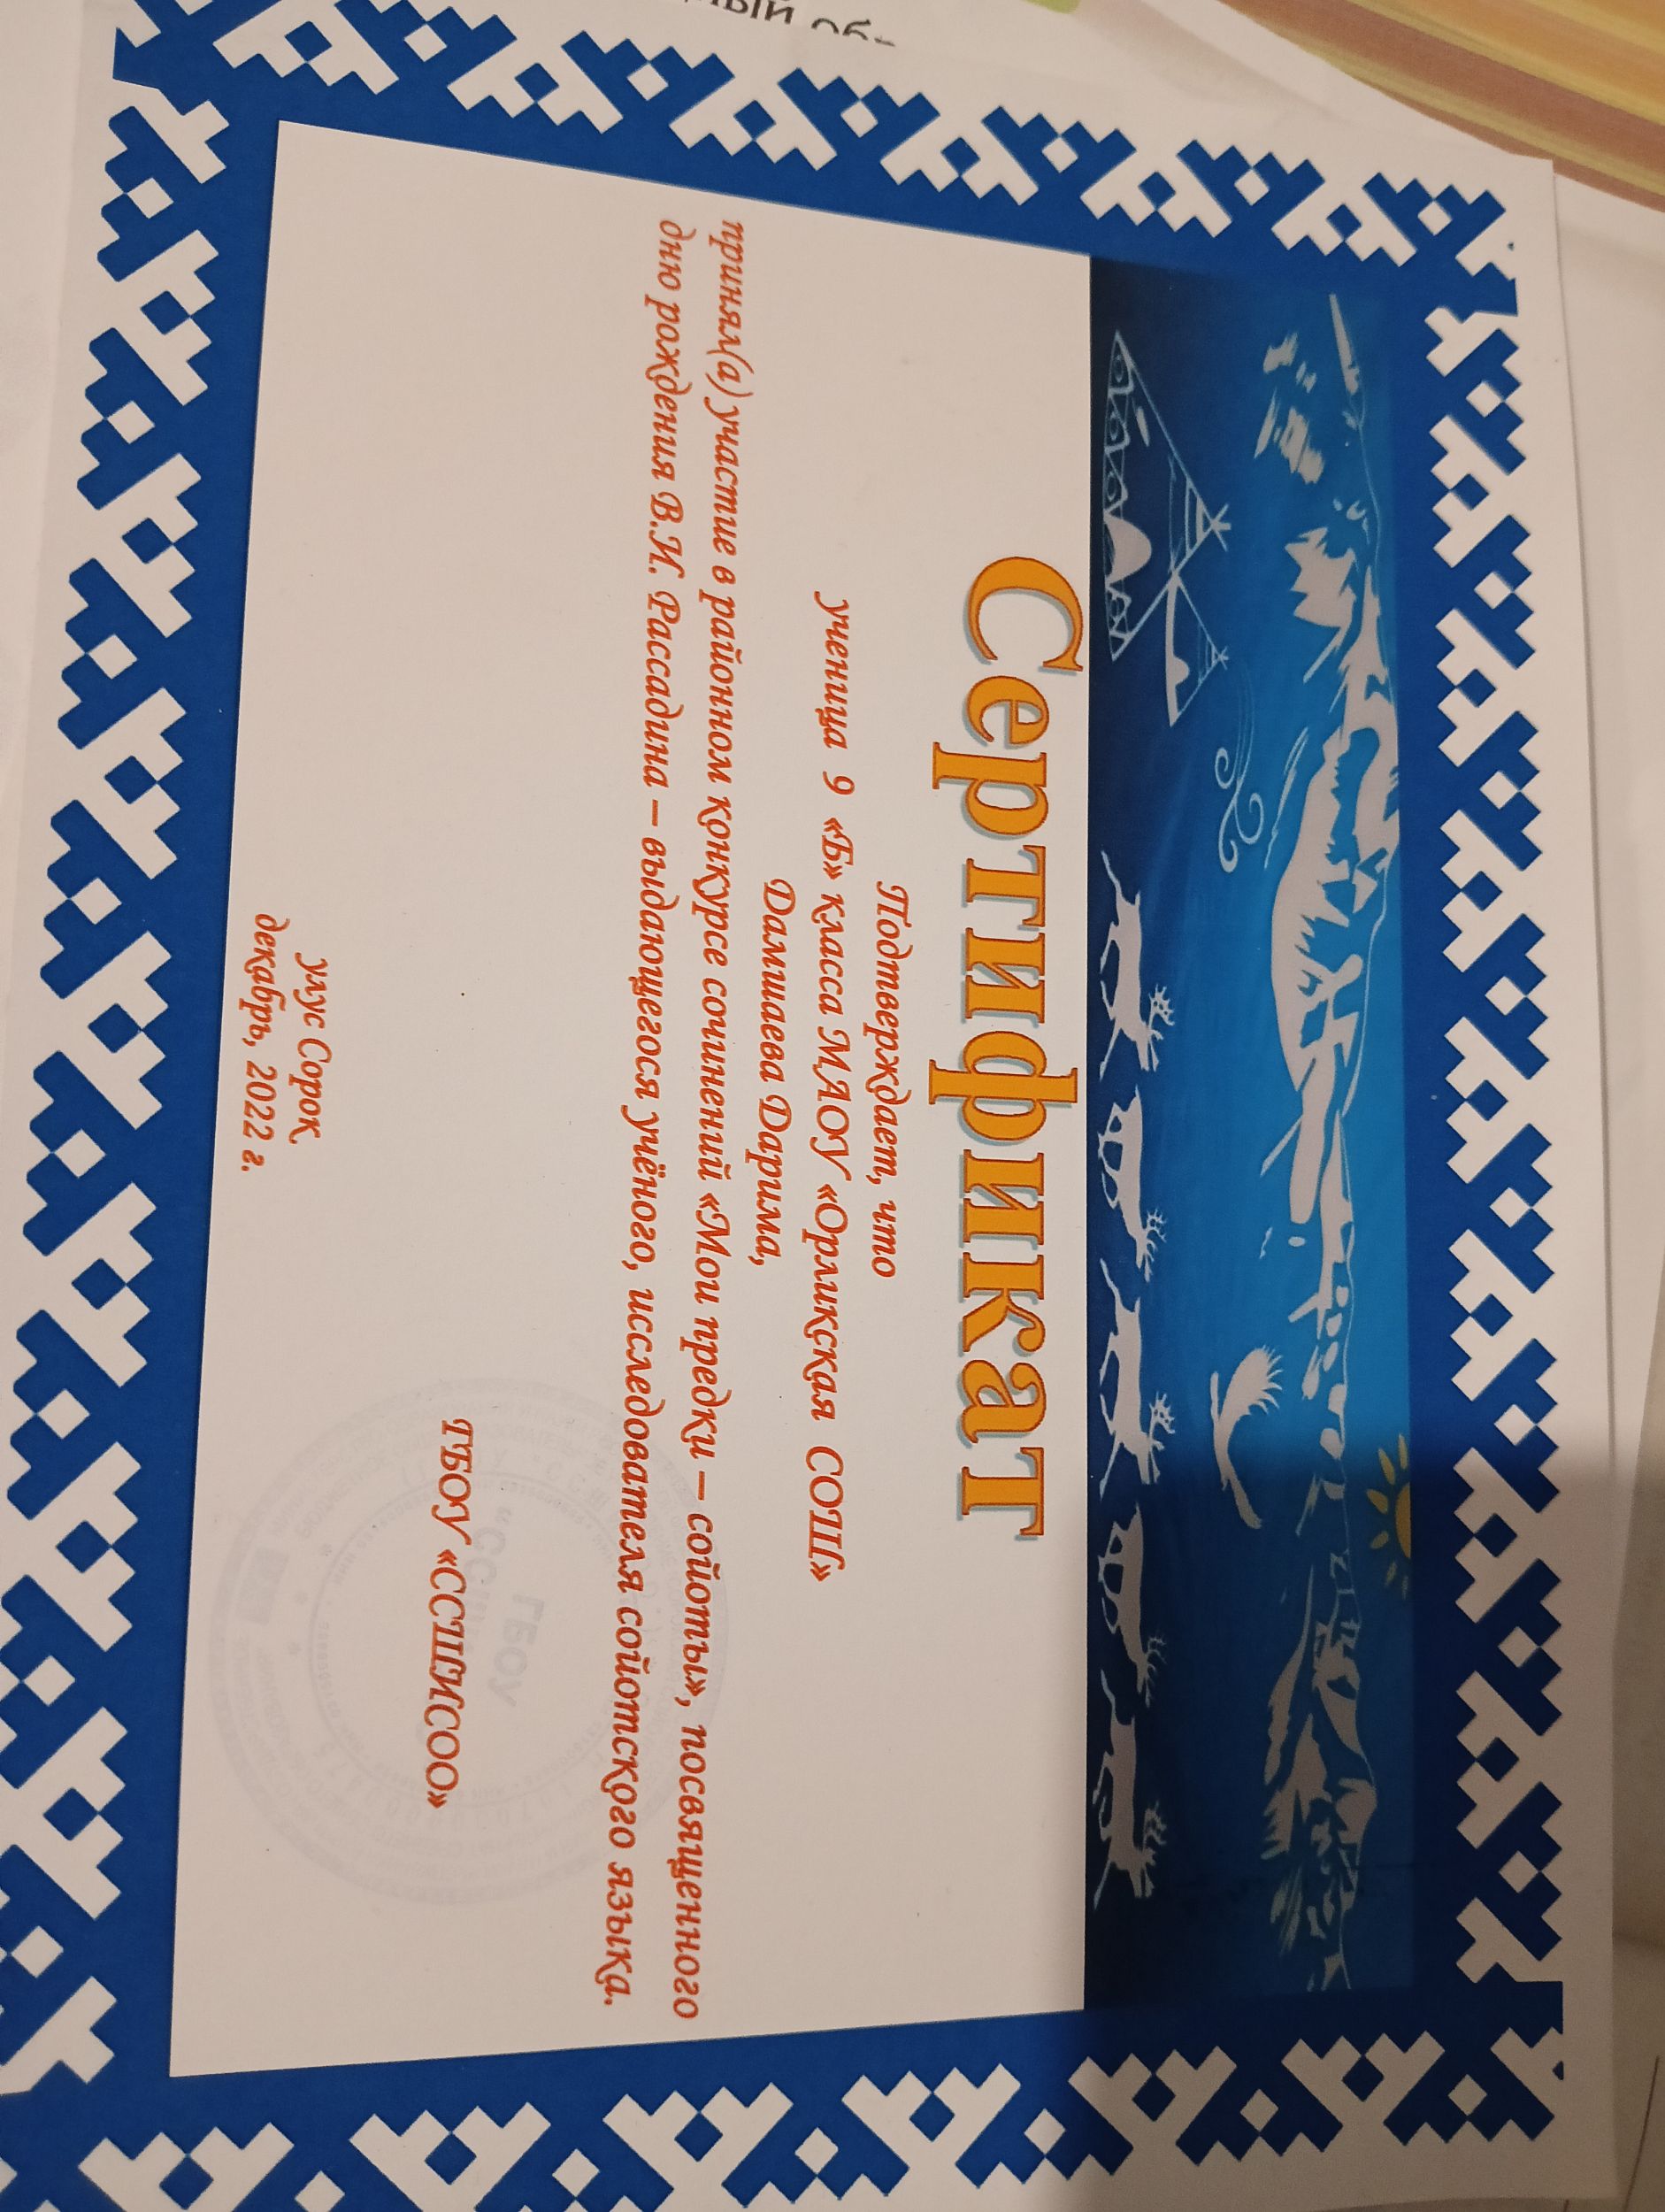 Сертификат
Подтверждает, что
ученица 9 «Б» класса МАОУ «Орликская СОШ»
Дамшаева Дарима,
принял(а) участие в районном конкурсе сочинений «Мои предки – сойоты», посвященного
дню рождения В.И. Рассадина – выдающегося учёного, исследователя сойотского языка.
ГБОУ «ССШИСОО»
улус Сорок
декабрь, 2022 г.